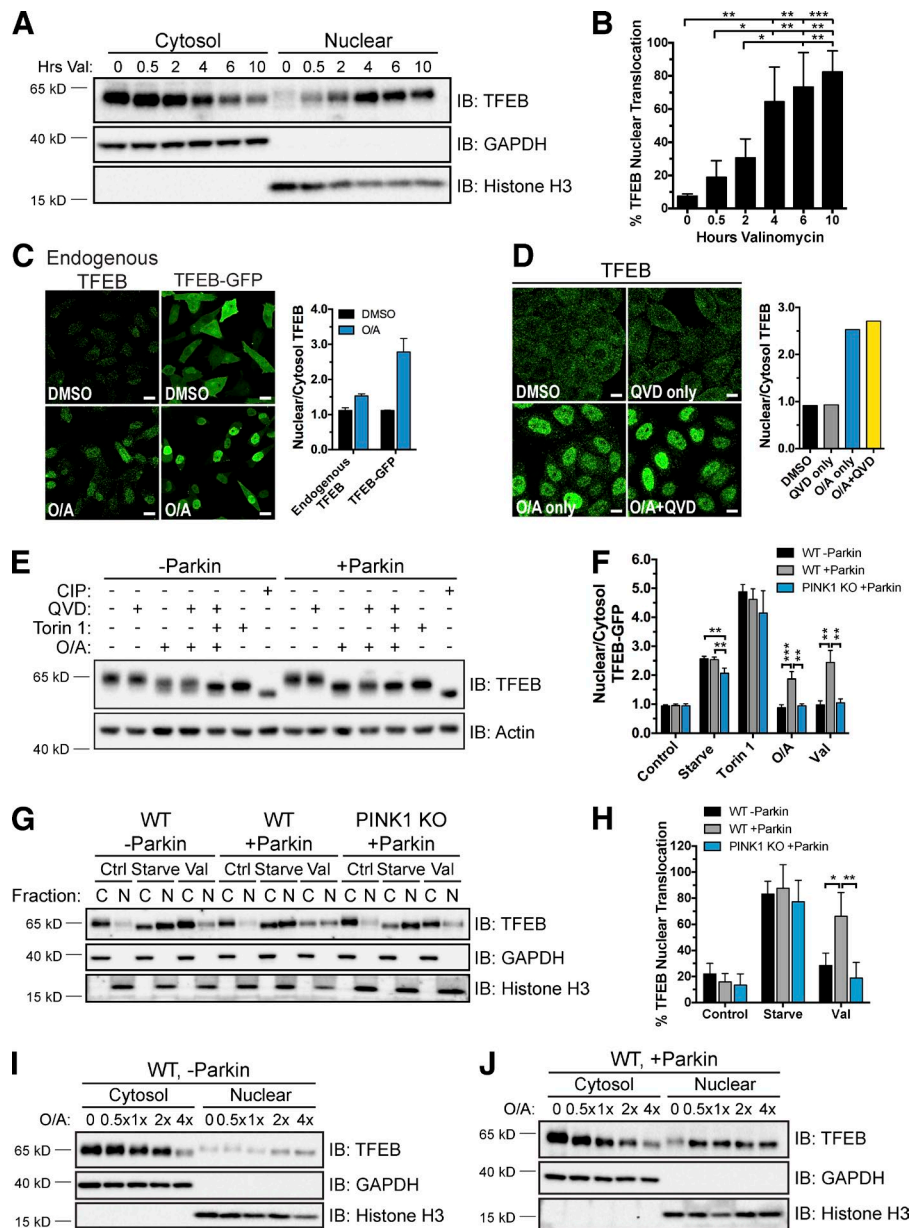 A
Cytosol Nuclear
Hrs Val: 0 0.5 2 4 6 10 0 0.5 2 4 6 10
65 kD
IB: TFEB
40 kD
IB: GAPDH
IB: Histone H3
15 kD
B
** ** ***
* ** **
* **
% TFEB Nuclear Translocation
100
80
60
40
20
0
0 0.5 2 4 6 10
Hours Valinomycin
C
Endogenous
TFEB TFEB-GFP
DMSO DMSO
O/A O/A
DMSO
O/A
Nuclear/Cytosol TFEB
4.0
3.0
2.0
1.0
0.0
Endogenous
TFEB
TFEB-GFP
D
TFEB
DMSO QVD only
O/A only O/A+QVD
Nuclear/Cytosol TFEB
3.0
2.0
1.0
0.0
DMSO
QVD only
O/A only
O/A+QVD
E
-Parkin +Parkin
CIP: - - - - - - + - - - - - - +
QVD: - + - + + - - - + - + + - -
Torin 1: - - - - + + - - - - - + + -
O/A: - - + + + - - - - + + + - -
65 kD
IB: TFEB
IB: Actin
40 kD
F
WT -Parkin
WT +Parkin
PINK1 KO +Parkin
Nuclear/Cytosol
TFEB-GFP
6.0
5.0
4.0
3.0
2.0
1.0
0.0
** ** *** ** ** **
Control
Starve
Torin 1
O/A
Val
G
WT WT PINK1 KO
-Parkin +Parkin +Parkin
Ctrl Starve Val Ctrl Starve Val Ctrl Starve Val
Fraction: C N C N C N C N C N C N C N C N C N
65 kD
IB: TFEB
40 kD
IB: GAPDH
IB: Histone H3
15 kD
H
WT -Parkin
WT +Parkin
PINK1 KO +Parkin
% TFEB Nuclear Translocation
120
100
80
60
40
20
0
* **
Control Starve Val
I
WT, -Parkin
Cytosol Nuclear
O/A: 0 0.5x 1x 2x 4x 0 0.5x 1x 2x 4x
65 kD
IB: TFEB
40 kD
IB: GAPDH
15 kD
IB: Histone H3
J
WT, +Parkin
Cytosol Nuclear
O/A: 0 0.5x 1x 2x 4x 0 0.5x 1x 2x 4x
65 kD
IB: TFEB
40 kD
IB: GAPDH
15 kD
IB: Histone H3